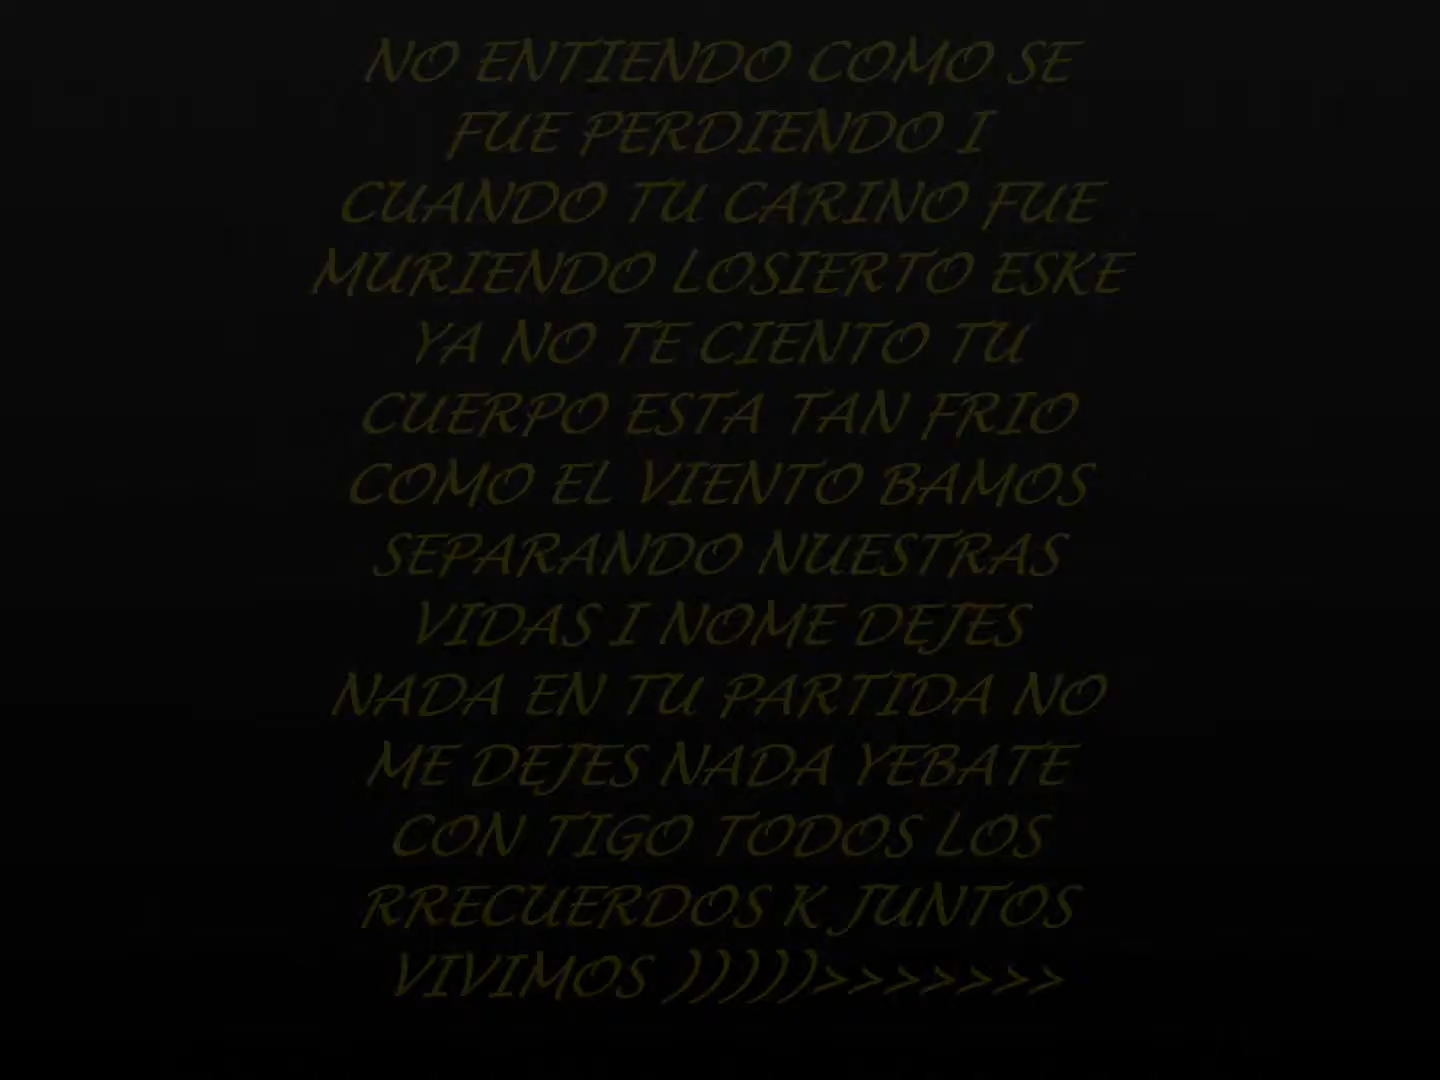 NO ENTIENDO COMO SE
FUE PERDIENDO I
CUANDO TU CARINO FUE
MURIENDO LOSIERTO ESKE
YA NO TE CIENTO TU
CUERPO ESTA TAN FRIO
COMO EL VIENTO BAMOS
SEPARANDO NUESTRAS
VIDAS I NOME DEJES
NADA EN TU PARTIDA NO
ME DEJES NADA YEBATE
CON TIGO TODOS LOS
RRECUERDOS K JUNTOS
VIVIMOS )))))>>>>>>>